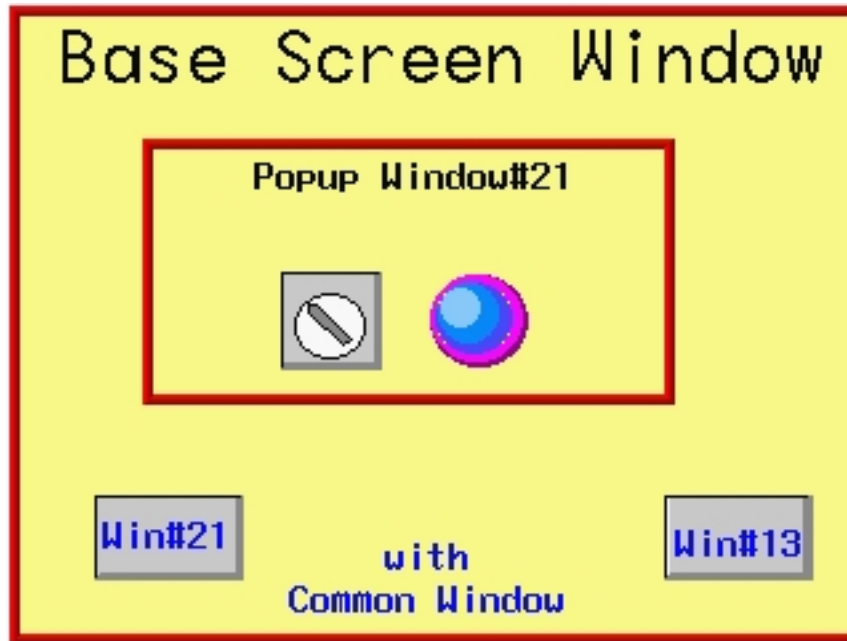 Base Screen Window
Popup Window#21
Win#21
Win#13
with
Common Window